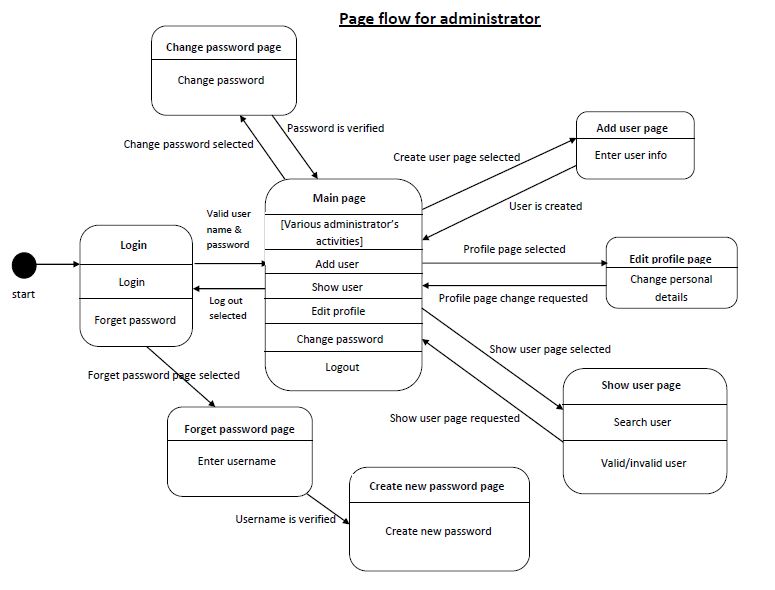 Page flow for administrator
Change password page
Change password
Password is verified
Change password selected
Add user page
Enter user info
Create user page selected
User is created
Main page
[Various administrator's
activities]
Add user
Show user
Edit profile
Change password
Logout
Valid user
name &
password
Login
Login
Forget password
start
Log out
selected
Profile page selected
Profile page change requested
Edit profile page
Change personal
details
Show user page selected
Show user page requested
Show user page
Search user
Valid/invalid user
Forget password page selected
Forget password page
Enter username
Username is verified
Create new password page
Create new password